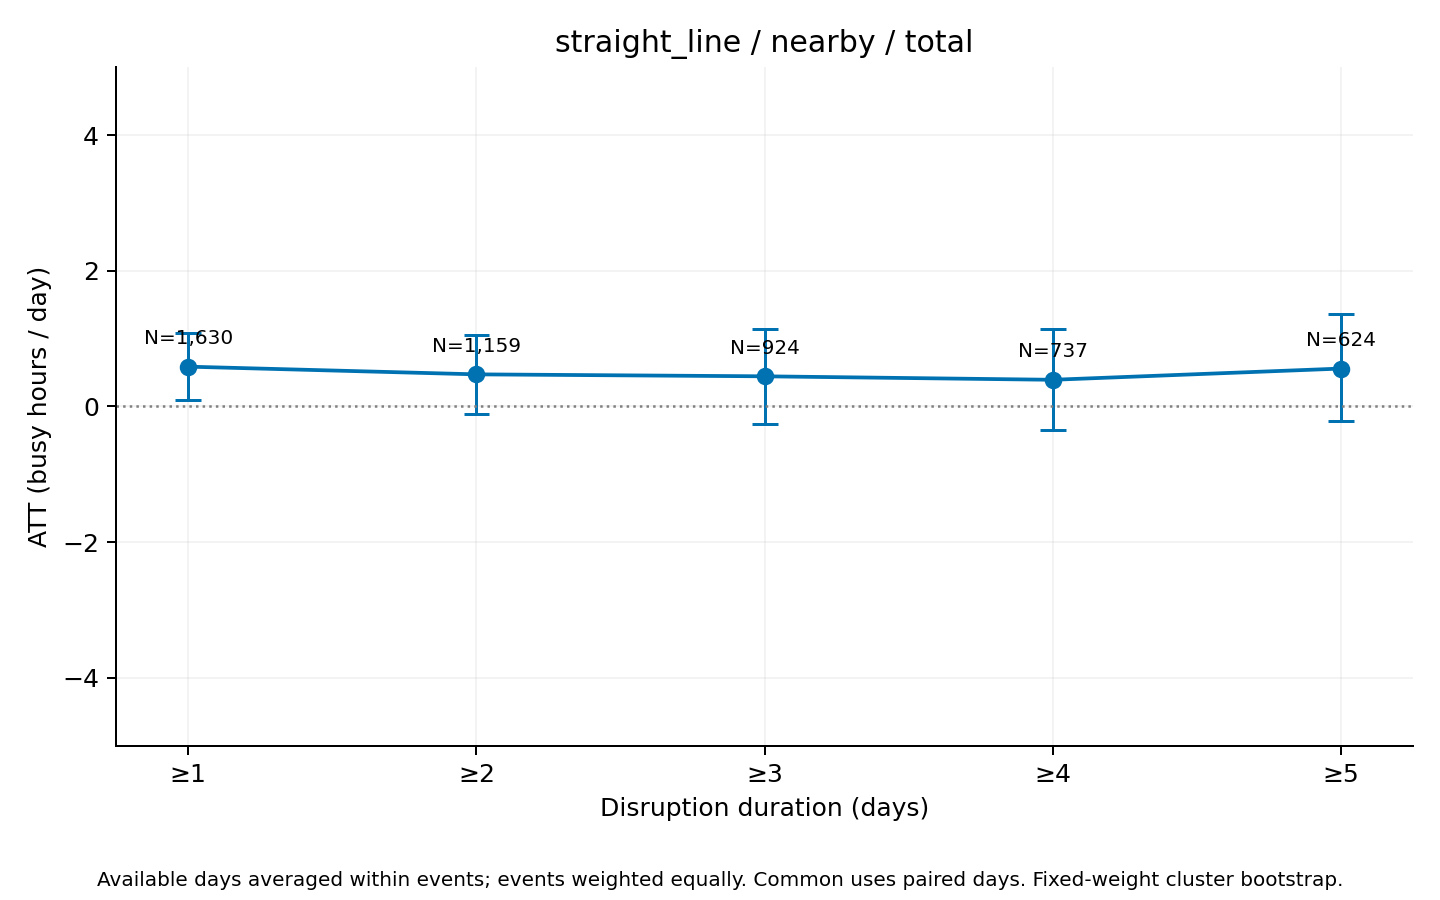 straight_line / nearby / total
ATT (busy hours / day)
4
2
0
−2
−4
N=1,630
N=1,159
N=924
N=737
N=624
≥1
≥2
≥3
≥4
≥5
Disruption duration (days)
Available days averaged within events; events weighted equally. Common uses paired days. Fixed-weight cluster bootstrap.